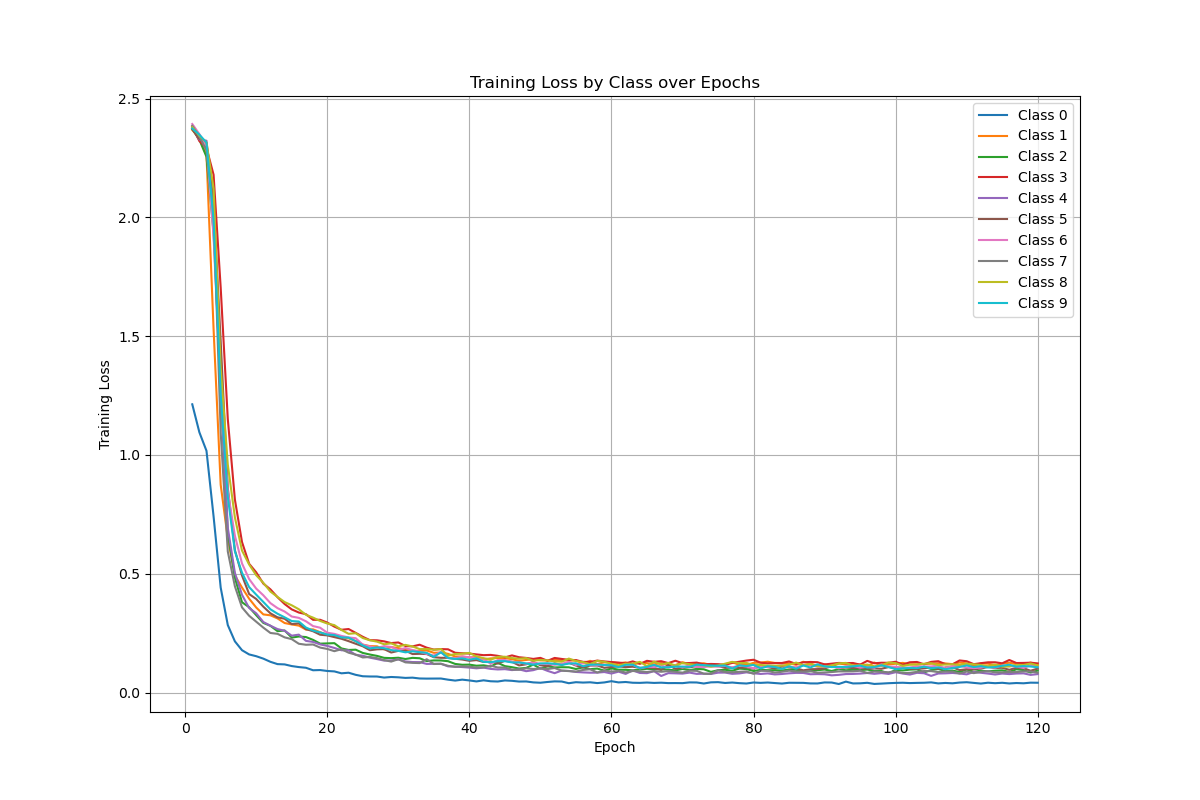 Training Loss by Class over Epochs
2.5
2.0
1.5
1.0
0.5
0.0
Training Loss
0 20 40 60 80 100 120
Epoch
Class 0
Class 1
Class 2
Class 3
Class 4
Class 5
Class 6
Class 7
Class 8
Class 9